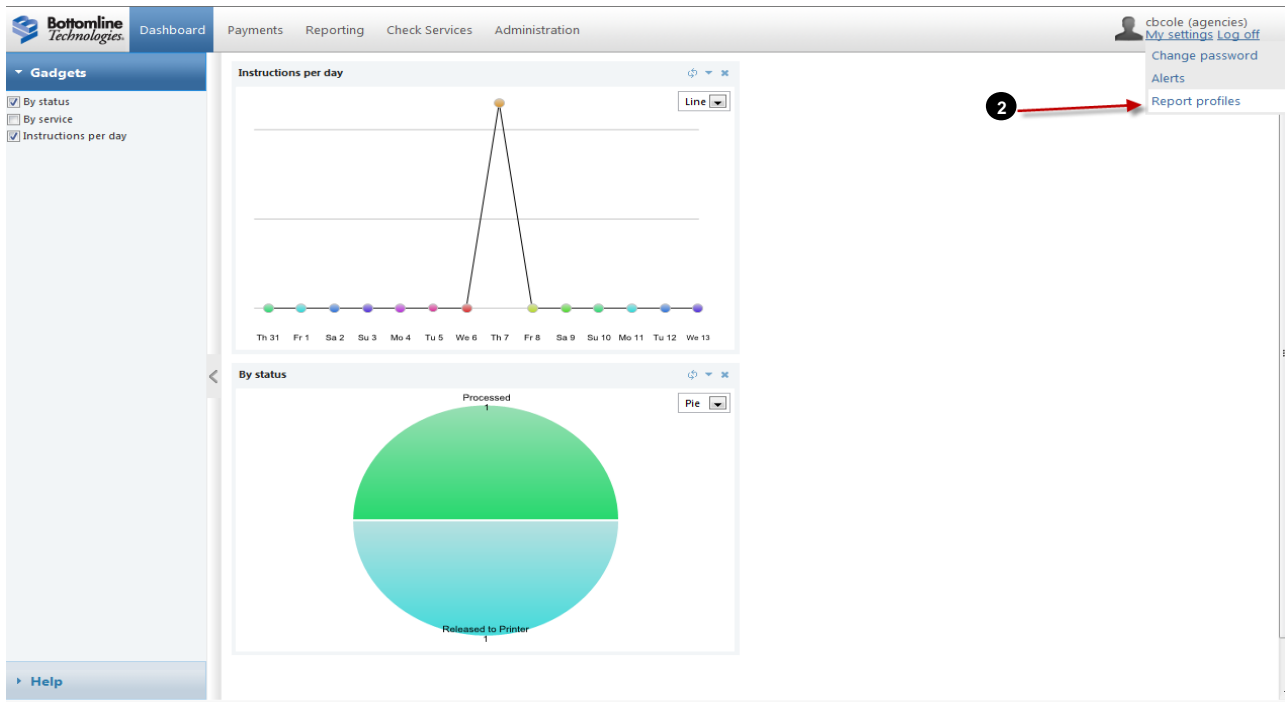 Bottomline
Technologies.
Dashboard
Payments
Reporting
Check Services
Administration
cbcole (agencies)
My settings Log off
Change password
Alerts
Report profiles
2
Gadgets
By status
By service
Instructions per day
Instructions per day
Line
Th 31 Fr 1 Sa 2 Su 3 Mo 4 Tu 5 We 6 Th 7 Fr 8 Sa 9 Su 10 Mo 11 Tu 12 We 13
By status
Pie
Processed
1
Released to Printer
1
Help